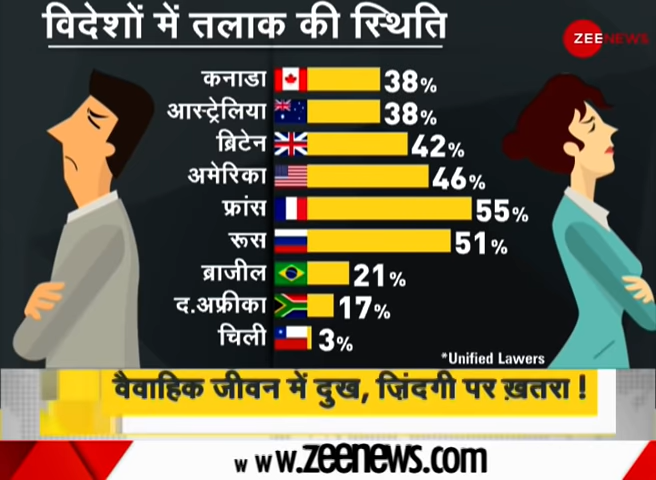 विदेशों में तलाक की स्थिति
ZEE NEWS
कनाडा 38%
आस्ट्रेलिया 38%
ब्रिटेन 42%
अमेरिका 46%
फ्रांस 55%
रूस 51%
ब्राजील 21%
द.अफ्रीका 17%
चिली 3%
*Unified Lawers
वैवाहिक जीवन में दुख, ज़िंदगी पर ख़तरा !
www.zeenews.com